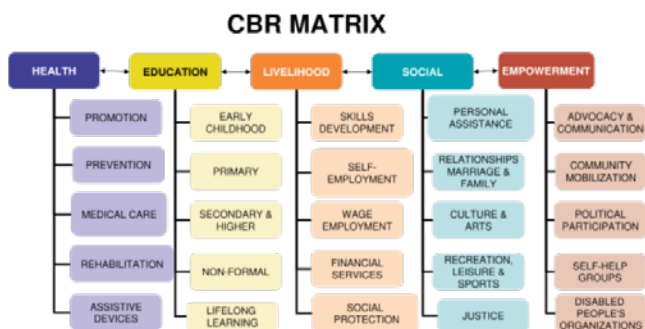 CBR MATRIX
HEALTH
EDUCATION
LIVELIHOOD
SOCIAL
EMPOWERMENT
PROMOTION
PREVENTION
MEDICAL CARE
REHABILITATION
ASSISTIVE
DEVICES
EARLY
CHILDHOOD
PRIMARY
SECONDARY &
HIGHER
NON-FORMAL
LIFELONG
LEARNING
SKILLS
DEVELOPMENT
SELF-
EMPLOYMENT
WAGE
EMPLOYMENT
FINANCIAL
SERVICES
SOCIAL
PROTECTION
PERSONAL
ASSISTANCE
RELATIONSHIPS
MARRIAGE &
FAMILY
CULTURE &
ARTS
RECREATION,
LEISURE &
SPORTS
JUSTICE
ADVOCACY &
COMMUNICATION
COMMUNITY
MOBILIZATION
POLITICAL
PARTICIPATION
SELF-HELP
GROUPS
DISABLED
PEOPLE'S
ORGANIZATIONS